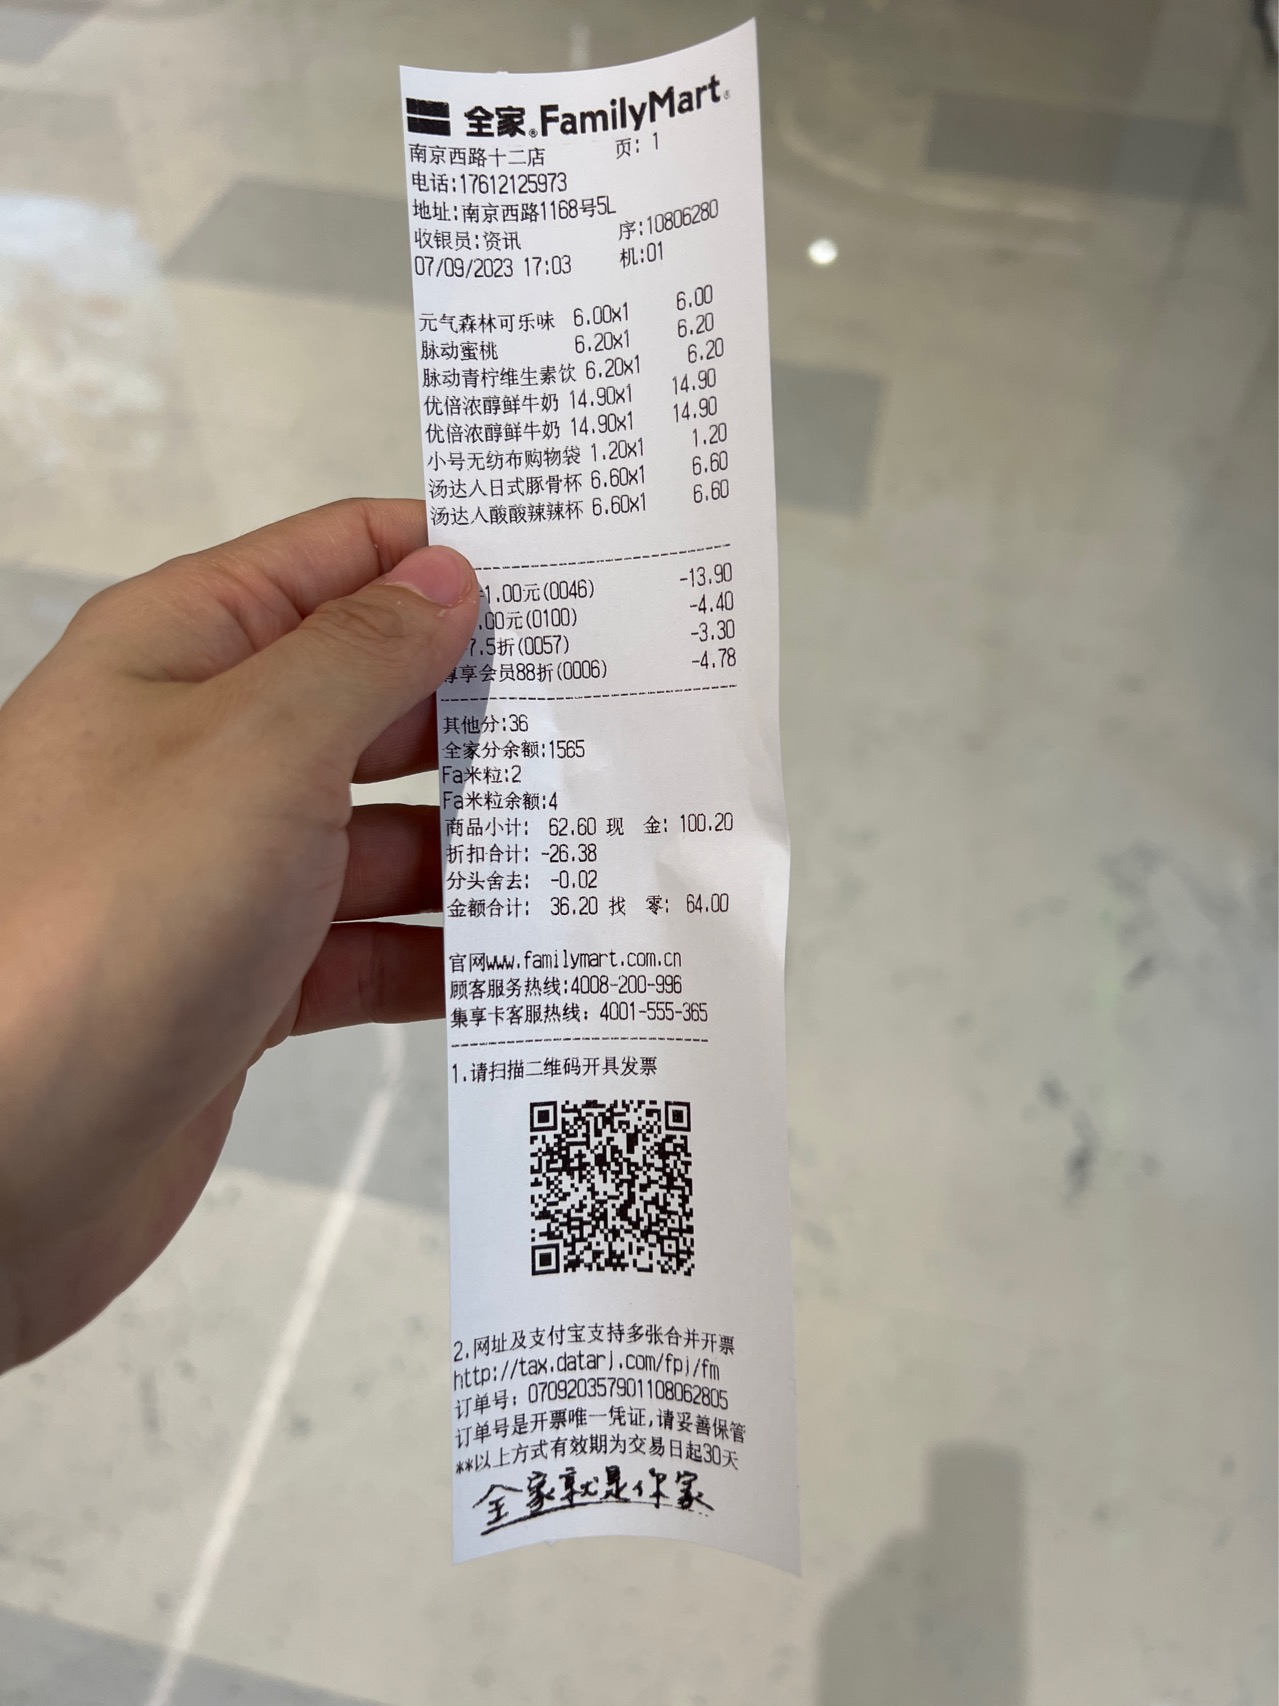 全家®FamilyMart®
南京西路十二店 页: 1
电话:17612125973
地址:南京西路1168号5L
收银员:资讯 序:10806280
07/09/2023 17:03 机:01
元气森林可乐味 6.00x1 6.00
脉动蜜桃 6.20x1 6.20
脉动青柠维生素饮 6.20x1 6.20
优倍浓醇鲜牛奶 14.90x1 14.90
优倍浓醇鲜牛奶 14.90x1 14.90
小号无纺布购物袋 1.20x1 1.20
汤达人日式豚骨杯 6.60x1 6.60
汤达人酸酸辣辣杯 6.60x1 6.60
1.00元(0046) -13.90
.00元(0100) -4.40
7.5折(0057) -3.30
尊享会员88折(0006) -4.78
其他分:36
全家分余额:1565
Fa米粒:2
Fa米粒余额:4
商品小计: 62.60 现 金: 100.20
折扣合计: -26.38
分头舍去: -0.02
金额合计: 36.20 找 零: 64.00
官网www.familymart.com.cn
顾客服务热线:4008-200-996
集享卡客服热线: 4001-555-365
1.请扫描二维码开具发票
2.网址及支付宝支持多张合并开票
http://tax.datarj.com/fpj/fm
订单号: 070920357901108062805
订单号是开票唯一凭证,请妥善保管
**以上方式有效期为交易日起30天
全家就是你家